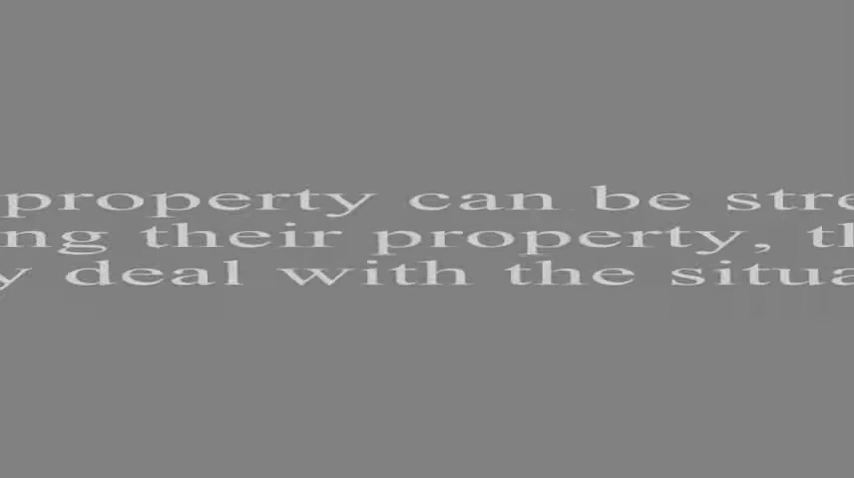 property can be stre
ng their property, th
y deal with the situa